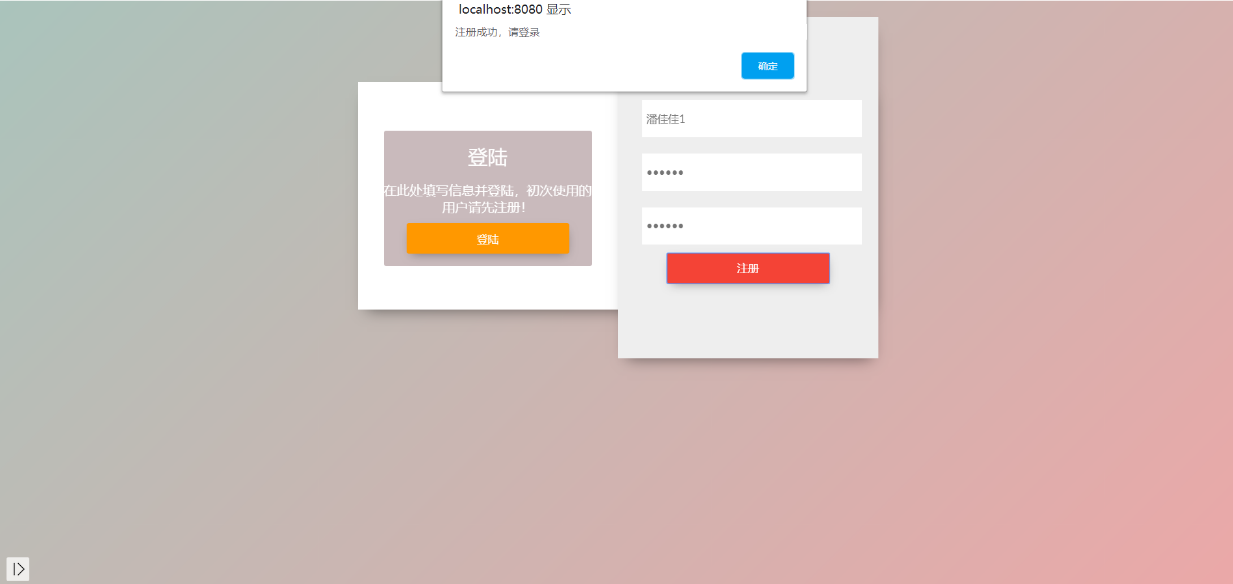 localhost:8080 显示
注册成功，请登录
确定
登陆
在此处填写信息并登陆，初次使用的
用户请先注册！
登陆
潘佳佳1
••••••
••••••
注册